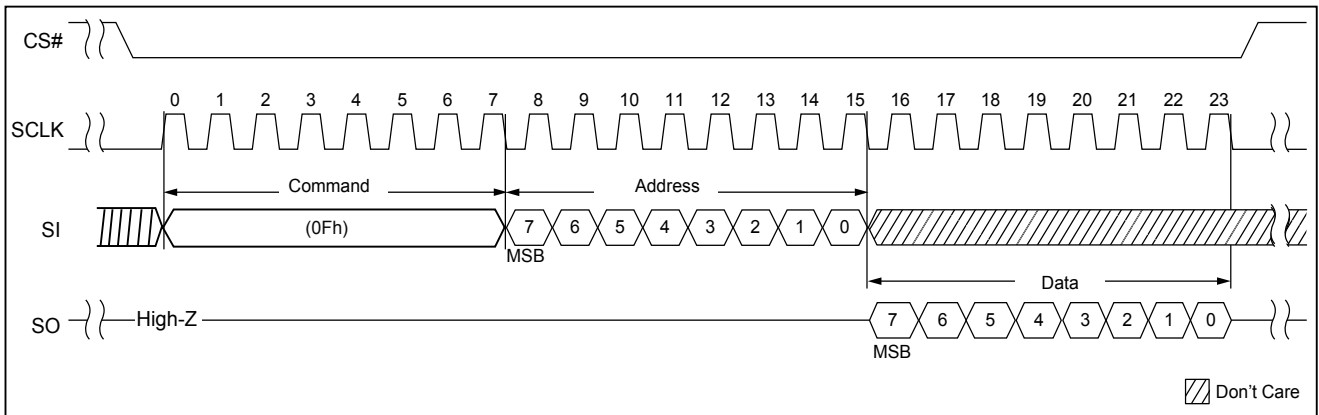 CS#
0 1 2 3 4 5 6 7 8 9 10 11 12 13 14 15 16 17 18 19 20 21 22 23
SCLK
Command Address
SI (0Fh) 7 6 5 4 3 2 1 0
MSB
Data
SO High-Z 7 6 5 4 3 2 1 0
MSB
Don't Care